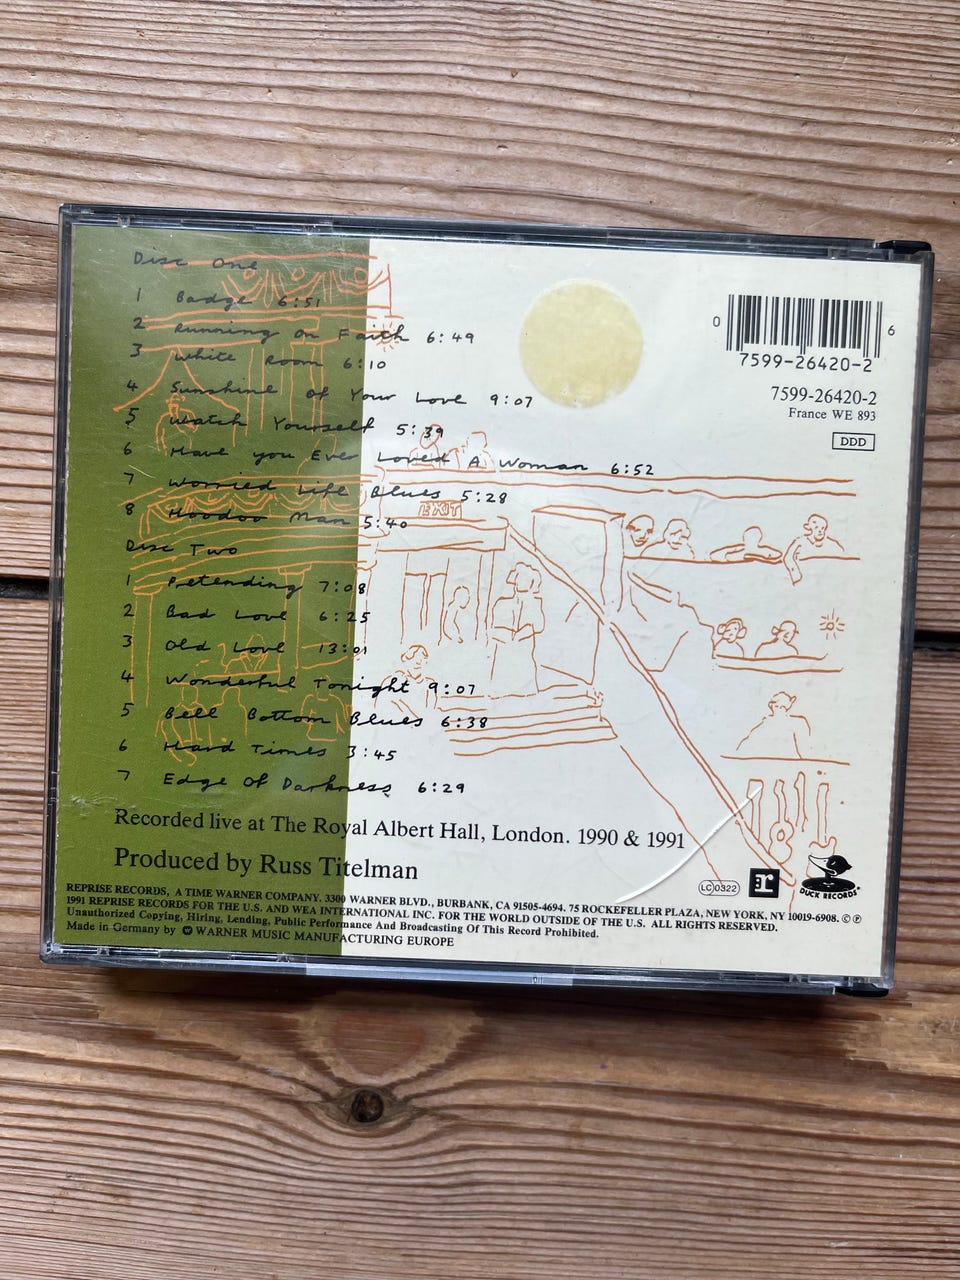 Disc One
1 Badge 6:51
2 Running On Faith 6:49
3 White Room 6:10
4 Sunshine Of Your Love 9:07
5 Watch Yourself 5:39
6 Have you Ever Loved A Woman 6:52
7 Worried Life Blues 5:28
8 Hoodoo Man 5:40
EXIT
Disc Two
1 Pretending 7:08
2 Bad Love 6:25
3 Old Love 13:01
4 Wonderful Tonight 9:07
5 Bell Bottom Blues 6:38
6 Hard Times 3:45
7 Edge Of Darkness 6:29
0 7599-26420-2 6
7599-26420-2
France WE 893
DDD
Recorded live at The Royal Albert Hall, London. 1990 & 1991
Produced by Russ Titelman
LC 0322
r
DUCK RECORDS
REPRISE RECORDS, A TIME WARNER COMPANY. 3300 WARNER BLVD., BURBANK, CA 91505-4694. 75 ROCKEFELLER PLAZA, NEW YORK, NY 10019-6908. © ℗
1991 REPRISE RECORDS FOR THE U.S. AND WEA INTERNATIONAL INC. FOR THE WORLD OUTSIDE OF THE U.S. ALL RIGHTS RESERVED.
Unauthorized Copying, Hiring, Lending, Public Performance And Broadcasting Of This Record Prohibited.
Made in Germany by WARNER MUSIC MANUFACTURING EUROPE